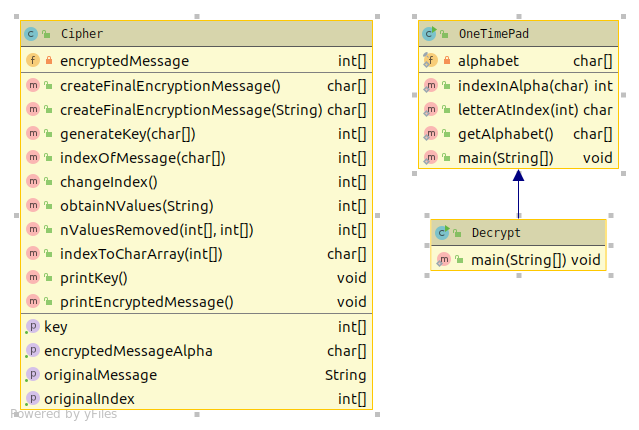 Cipher
encryptedMessage int[]
createFinalEncryptionMessage() char[]
createFinalEncryptionMessage(String) char[]
generateKey(char[]) int[]
indexOfMessage(char[]) int[]
changeIndex() int[]
obtainNValues(String) int[]
nValuesRemoved(int[], int[]) int[]
indexToCharArray(int[]) char[]
printKey() void
printEncryptedMessage() void
key int[]
encryptedMessageAlpha char[]
originalMessage String
originalIndex int[]
OneTimePad
alphabet char[]
indexInAlpha(char) int
letterAtIndex(int) char
getAlphabet() char[]
main(String[]) void
Decrypt
main(String[]) void
Powered by yFiles